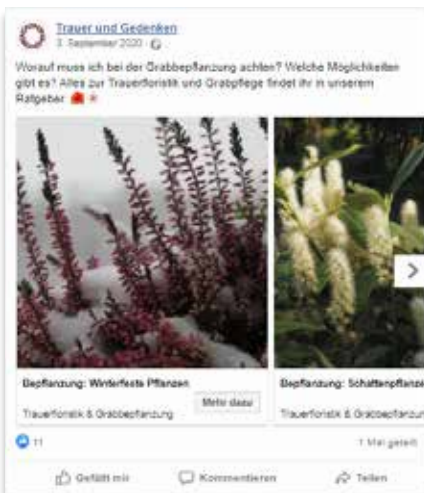 Trauer und Gedenken
3. September 2020
Worauf muss ich bei der Grabbepflanzung achten? Welche Möglichkeiten
gibt es? Alles zur Trauerfloristik und Grabpflege findet ihr in unserem
Ratgeber.
Bepflanzung: Winterfeste Pflanzen
Mehr dazu
Trauerfloristik & Grabbepflanzung
Bepflanzung: Schattenpflanze
Trauerfloristik & Grabbepflanzun
11
1 Mal geteilt
Gefällt mir
Kommentieren
Teilen